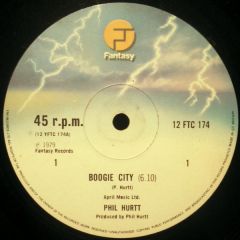 Fantasy
45 r.p.m.
12 FTC 174
(12 YFTC 174A)
℗ 1979
Fantasy Records
1
1
BOOGIE CITY (6.10)
(P. Hurtt)
April Music Ltd.
PHIL HURTT
Produced by Phil Hurtt